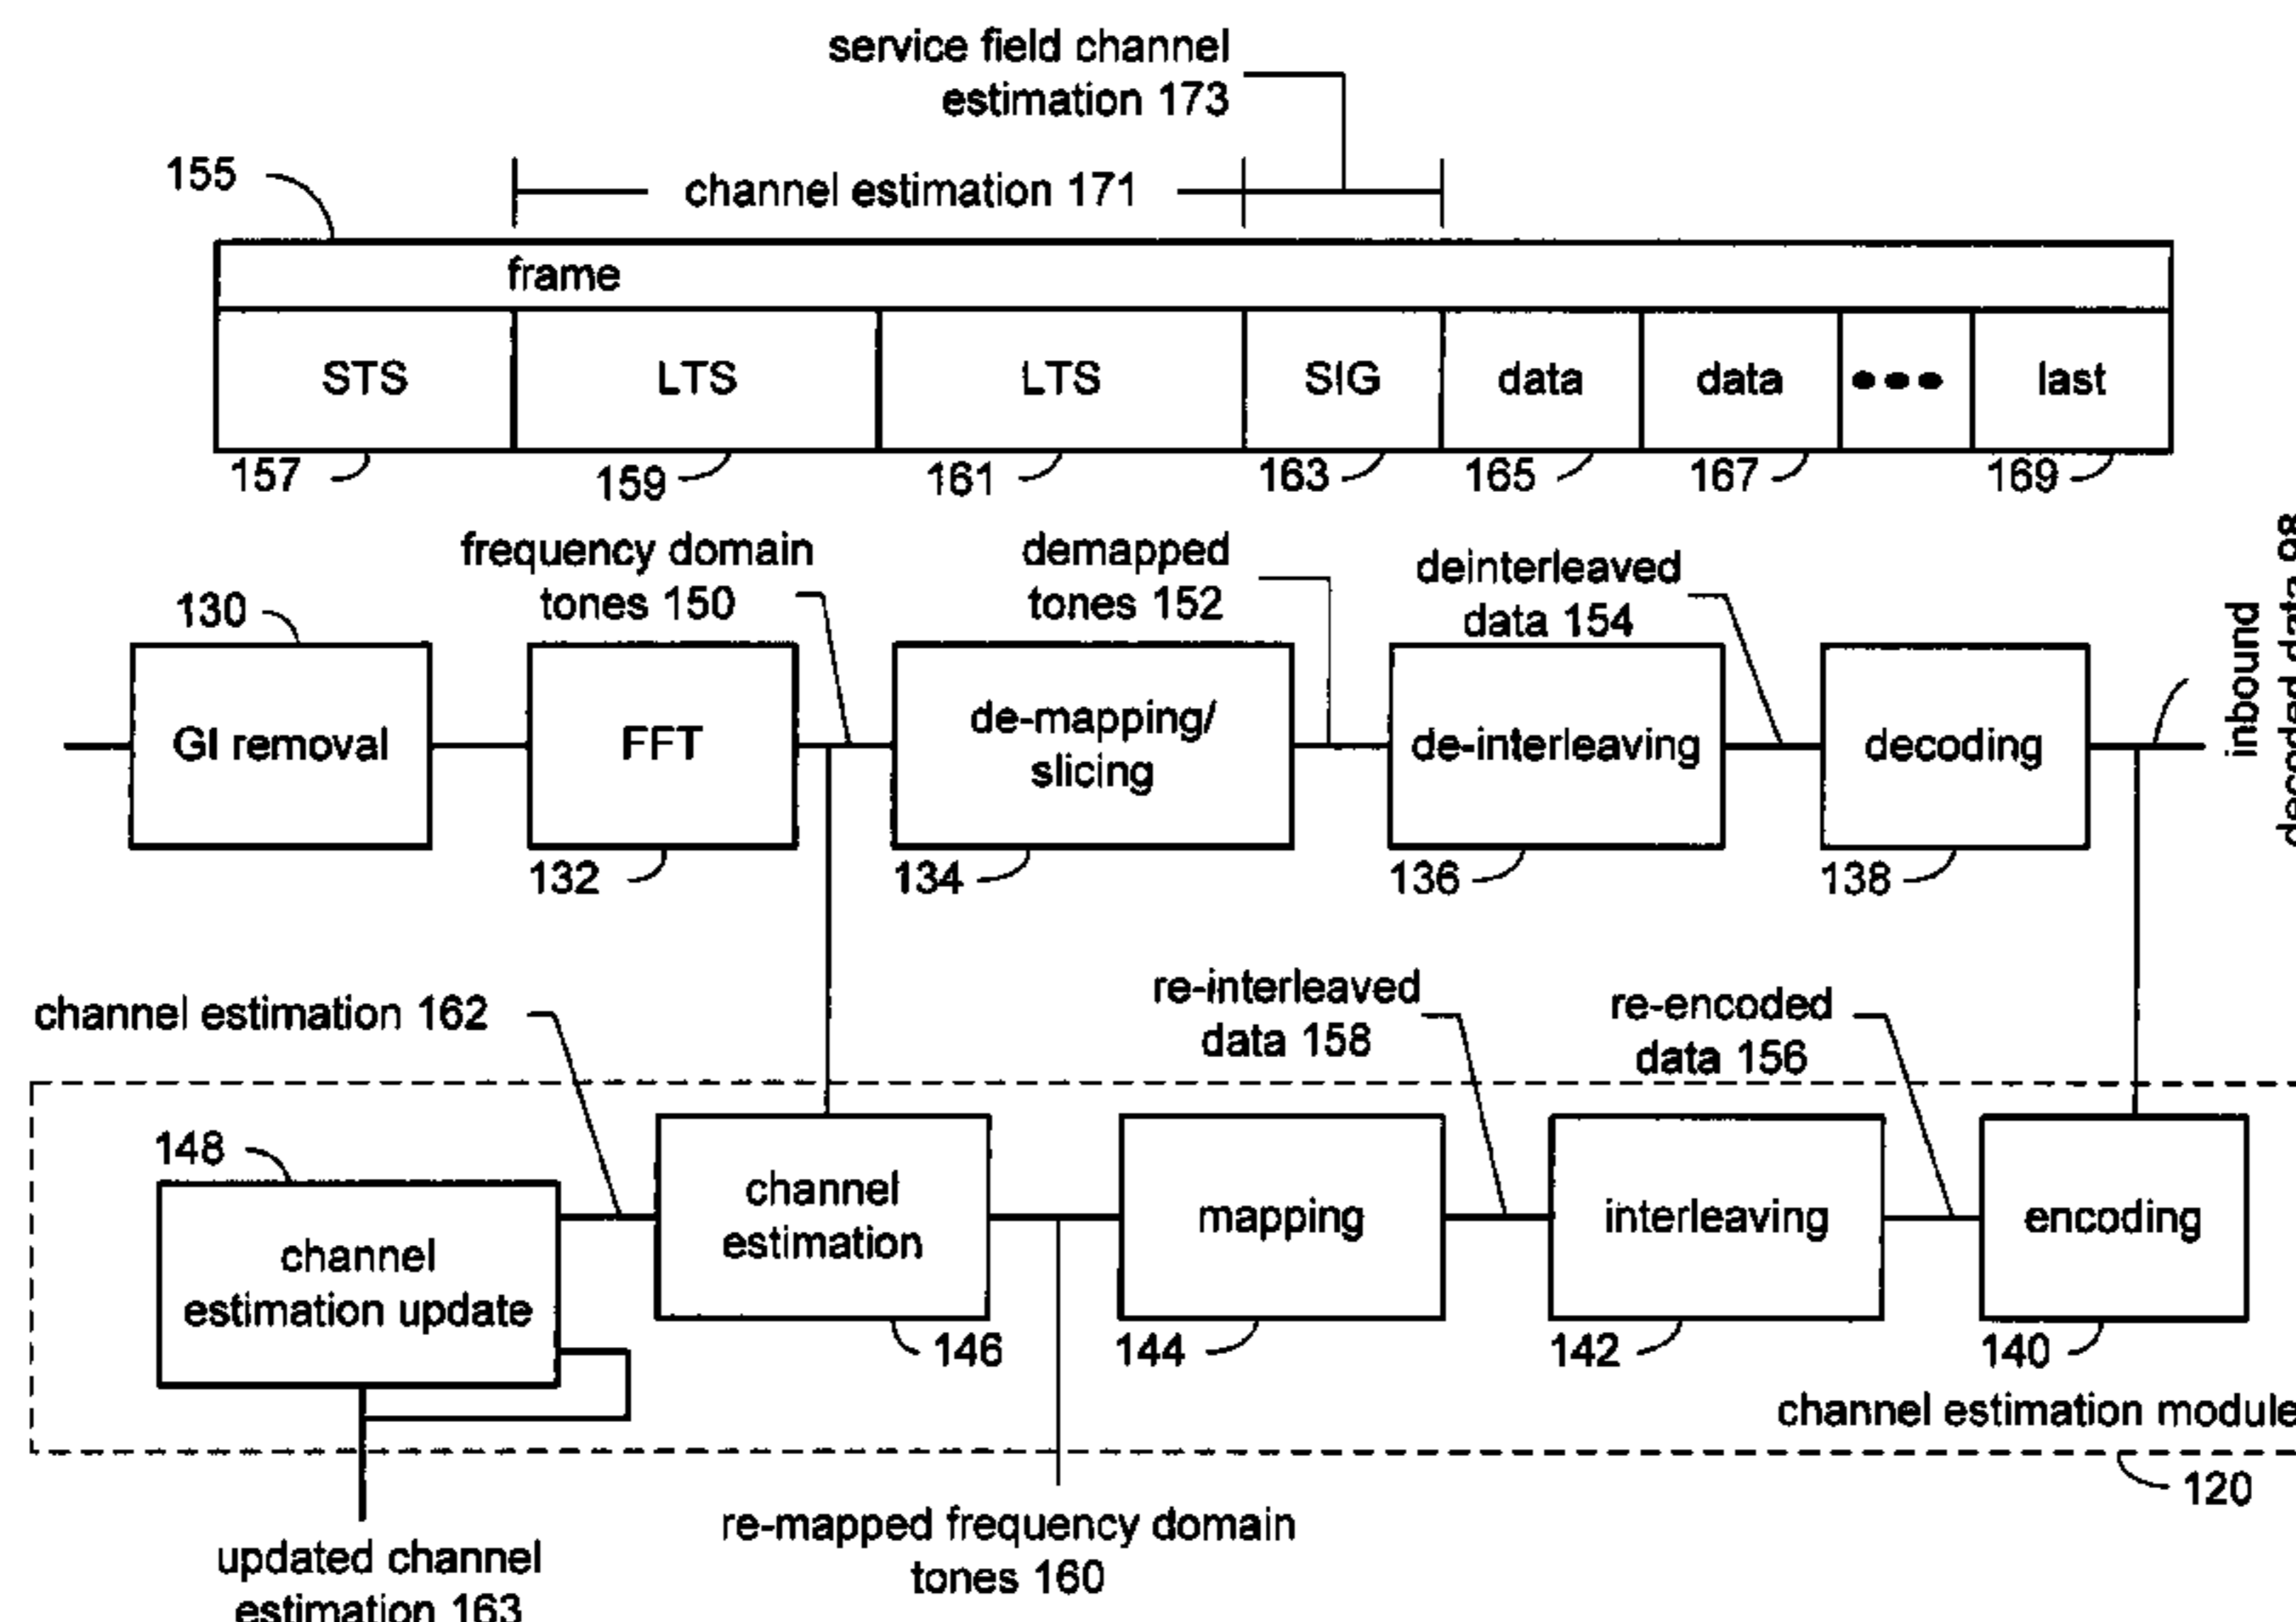 service field channel
estimation 173
155
channel estimation 171
frame
STS
LTS
LTS
SIG
data
data
●●●
last
157
159
161
163
165
167
169
frequency domain
tones 150
demapped
tones 152
deinterleaved
data 154
inbound
decoded data 98
130
GI removal
FFT
de-mapping/
slicing
de-interleaving
decoding
132
134
136
138
channel estimation 162
re-interleaved
data 158
re-encoded
data 156
148
channel
estimation update
channel
estimation
mapping
interleaving
encoding
146
144
142
140
channel estimation module
120
re-mapped frequency domain
tones 160
updated channel
estimation 163